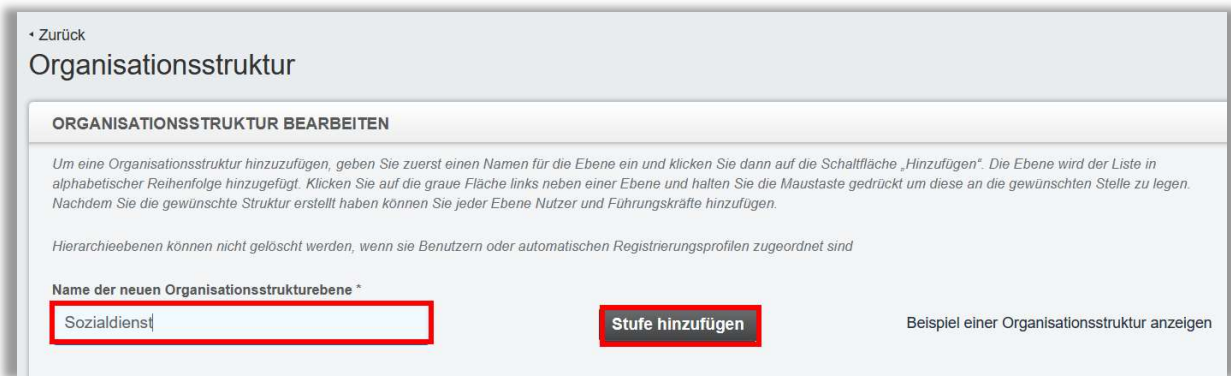 Zurück
Organisationsstruktur
ORGANISATIONSSTRUKTUR BEARBEITEN
Um eine Organisationsstruktur hinzuzufügen, geben Sie zuerst einen Namen für die Ebene ein und klicken Sie dann auf die Schaltfläche „Hinzufügen“. Die Ebene wird der Liste in
alphabetischer Reihenfolge hinzugefügt. Klicken Sie auf die graue Fläche links neben einer Ebene und halten Sie die Maustaste gedrückt um diese an die gewünschten Stelle zu legen.
Nachdem Sie die gewünschte Struktur erstellt haben können Sie jeder Ebene Nutzer und Führungskräfte hinzufügen.
Hierarchieebenen können nicht gelöscht werden, wenn sie Benutzern oder automatischen Registrierungsprofilen zugeordnet sind
Name der neuen Organisationsstrukturebene *
Sozialdienst
Stufe hinzufügen
Beispiel einer Organisationsstruktur anzeigen